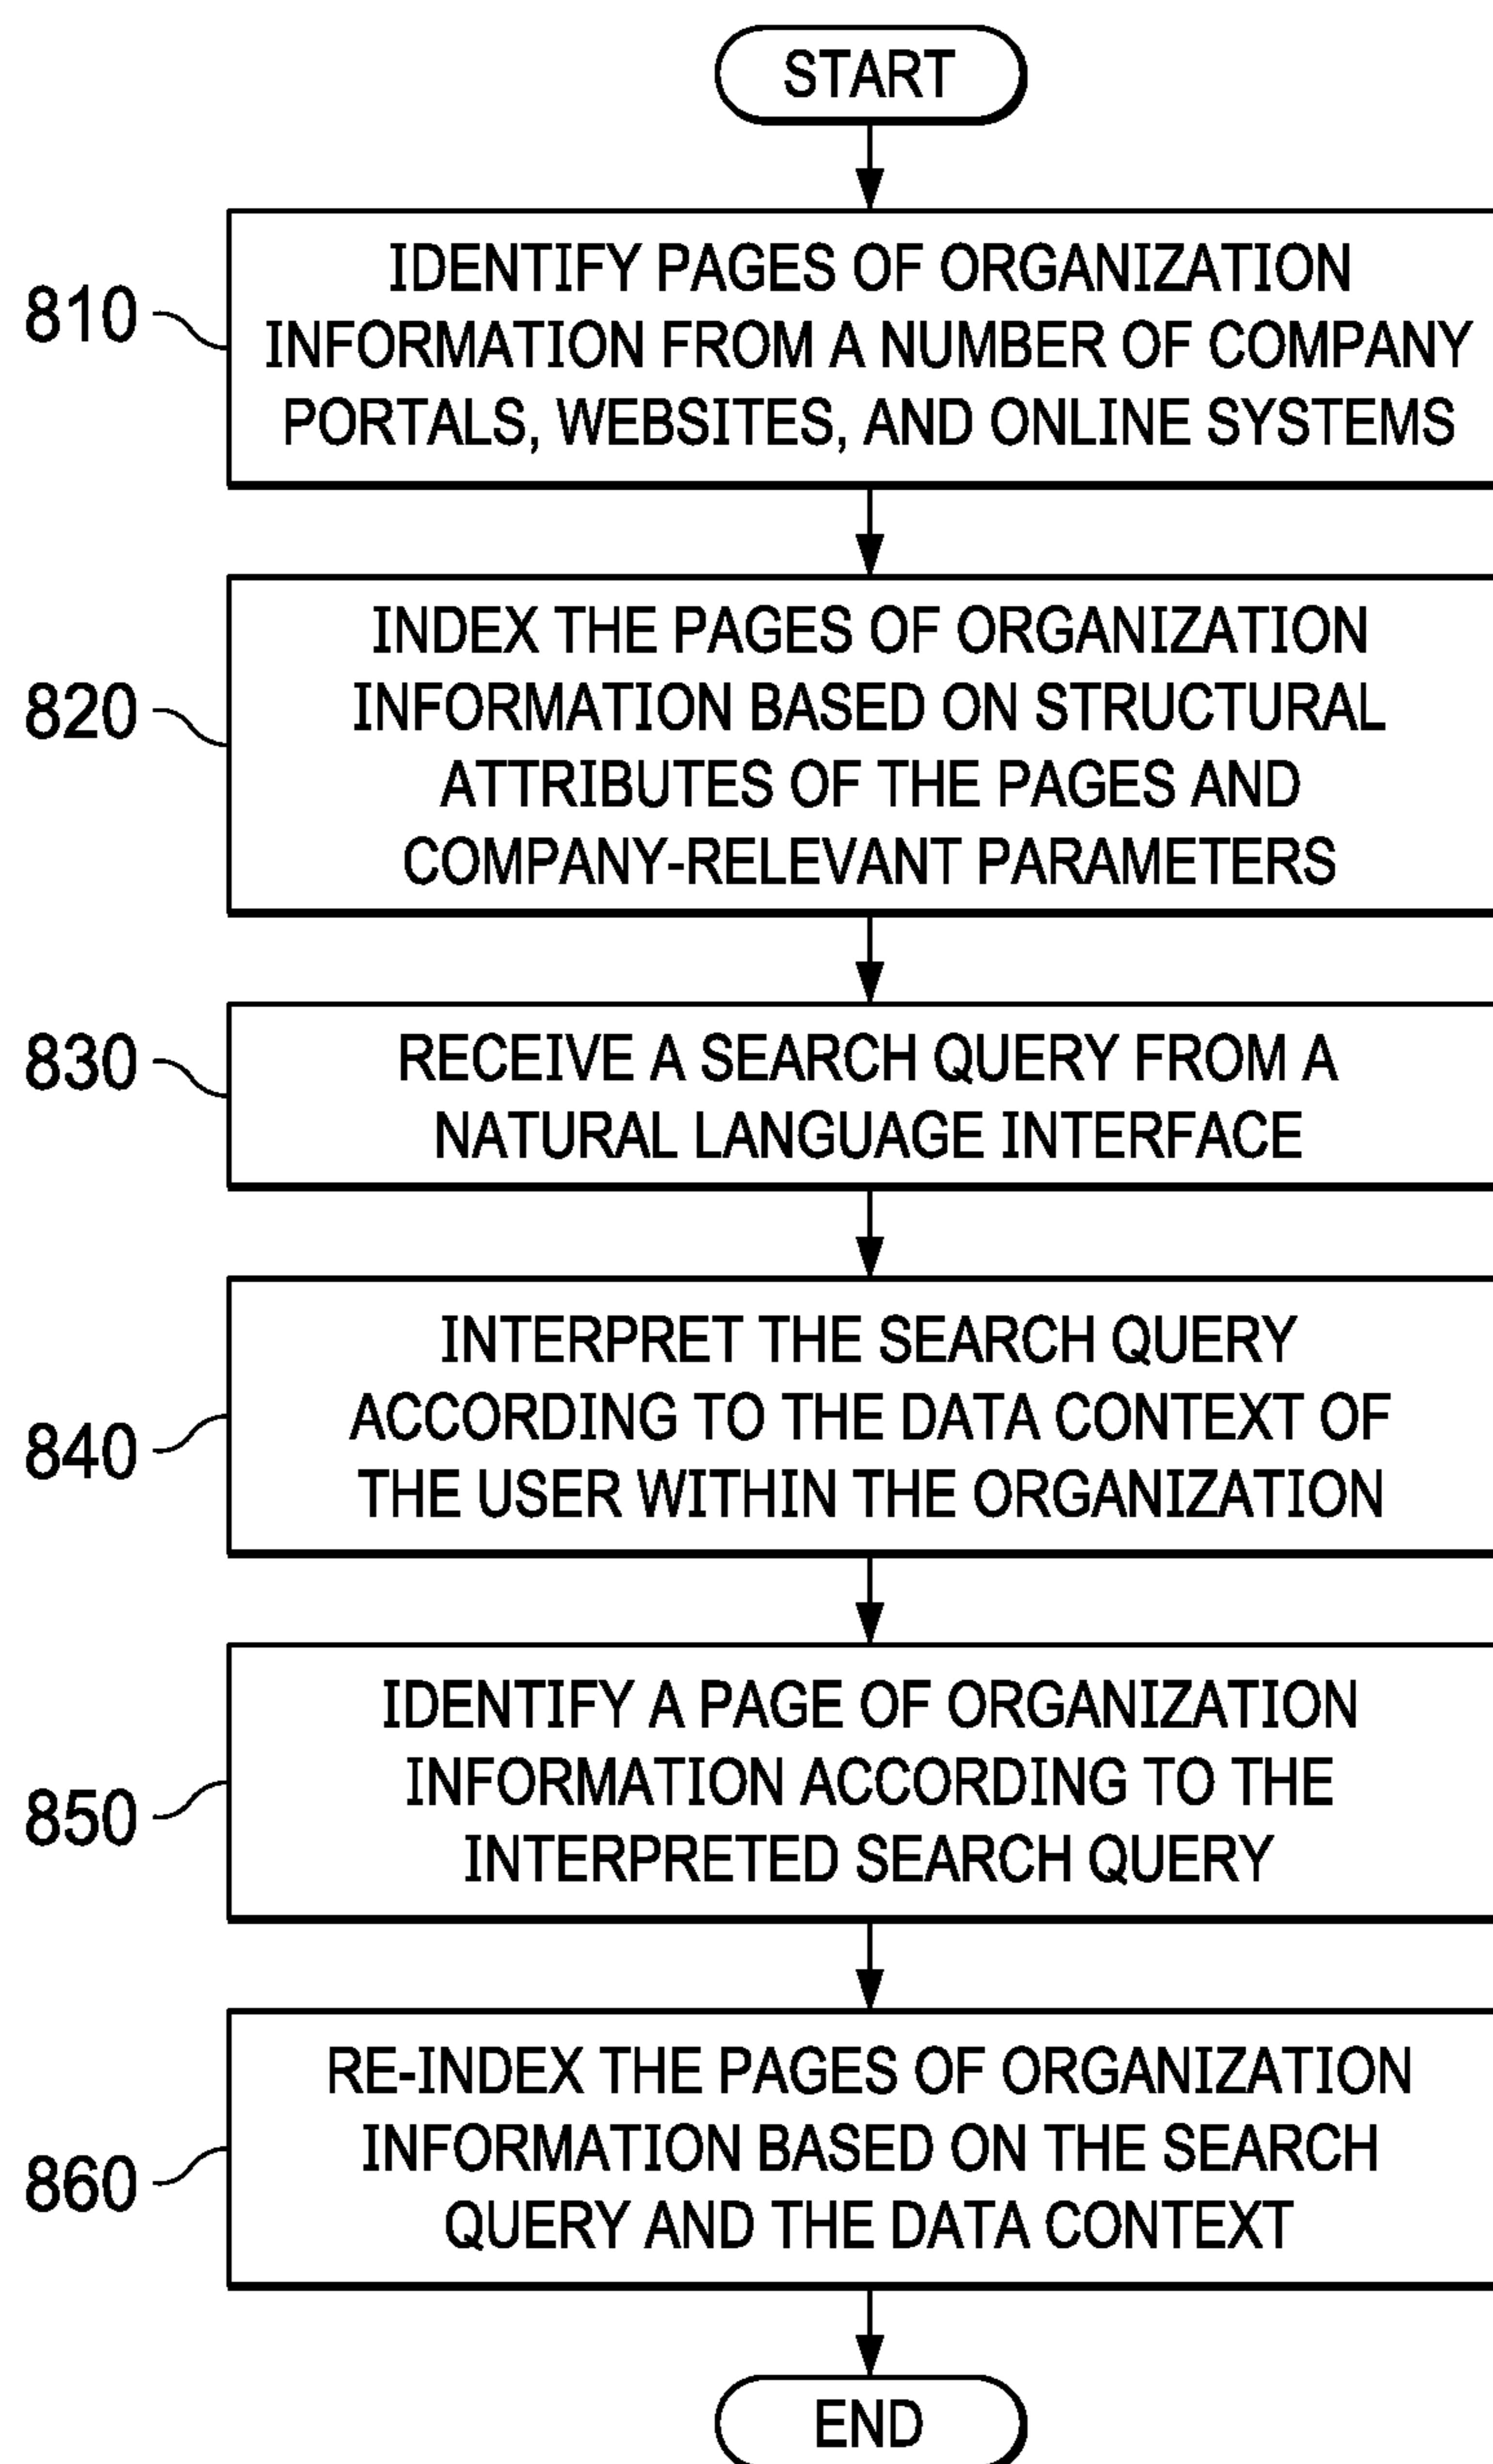 START
810
IDENTIFY PAGES OF ORGANIZATION
INFORMATION FROM A NUMBER OF COMPANY
PORTALS, WEBSITES, AND ONLINE SYSTEMS
820
INDEX THE PAGES OF ORGANIZATION
INFORMATION BASED ON STRUCTURAL
ATTRIBUTES OF THE PAGES AND
COMPANY-RELEVANT PARAMETERS
830
RECEIVE A SEARCH QUERY FROM A
NATURAL LANGUAGE INTERFACE
840
INTERPRET THE SEARCH QUERY
ACCORDING TO THE DATA CONTEXT OF
THE USER WITHIN THE ORGANIZATION
850
IDENTIFY A PAGE OF ORGANIZATION
INFORMATION ACCORDING TO THE
INTERPRETED SEARCH QUERY
860
RE-INDEX THE PAGES OF ORGANIZATION
INFORMATION BASED ON THE SEARCH
QUERY AND THE DATA CONTEXT
END